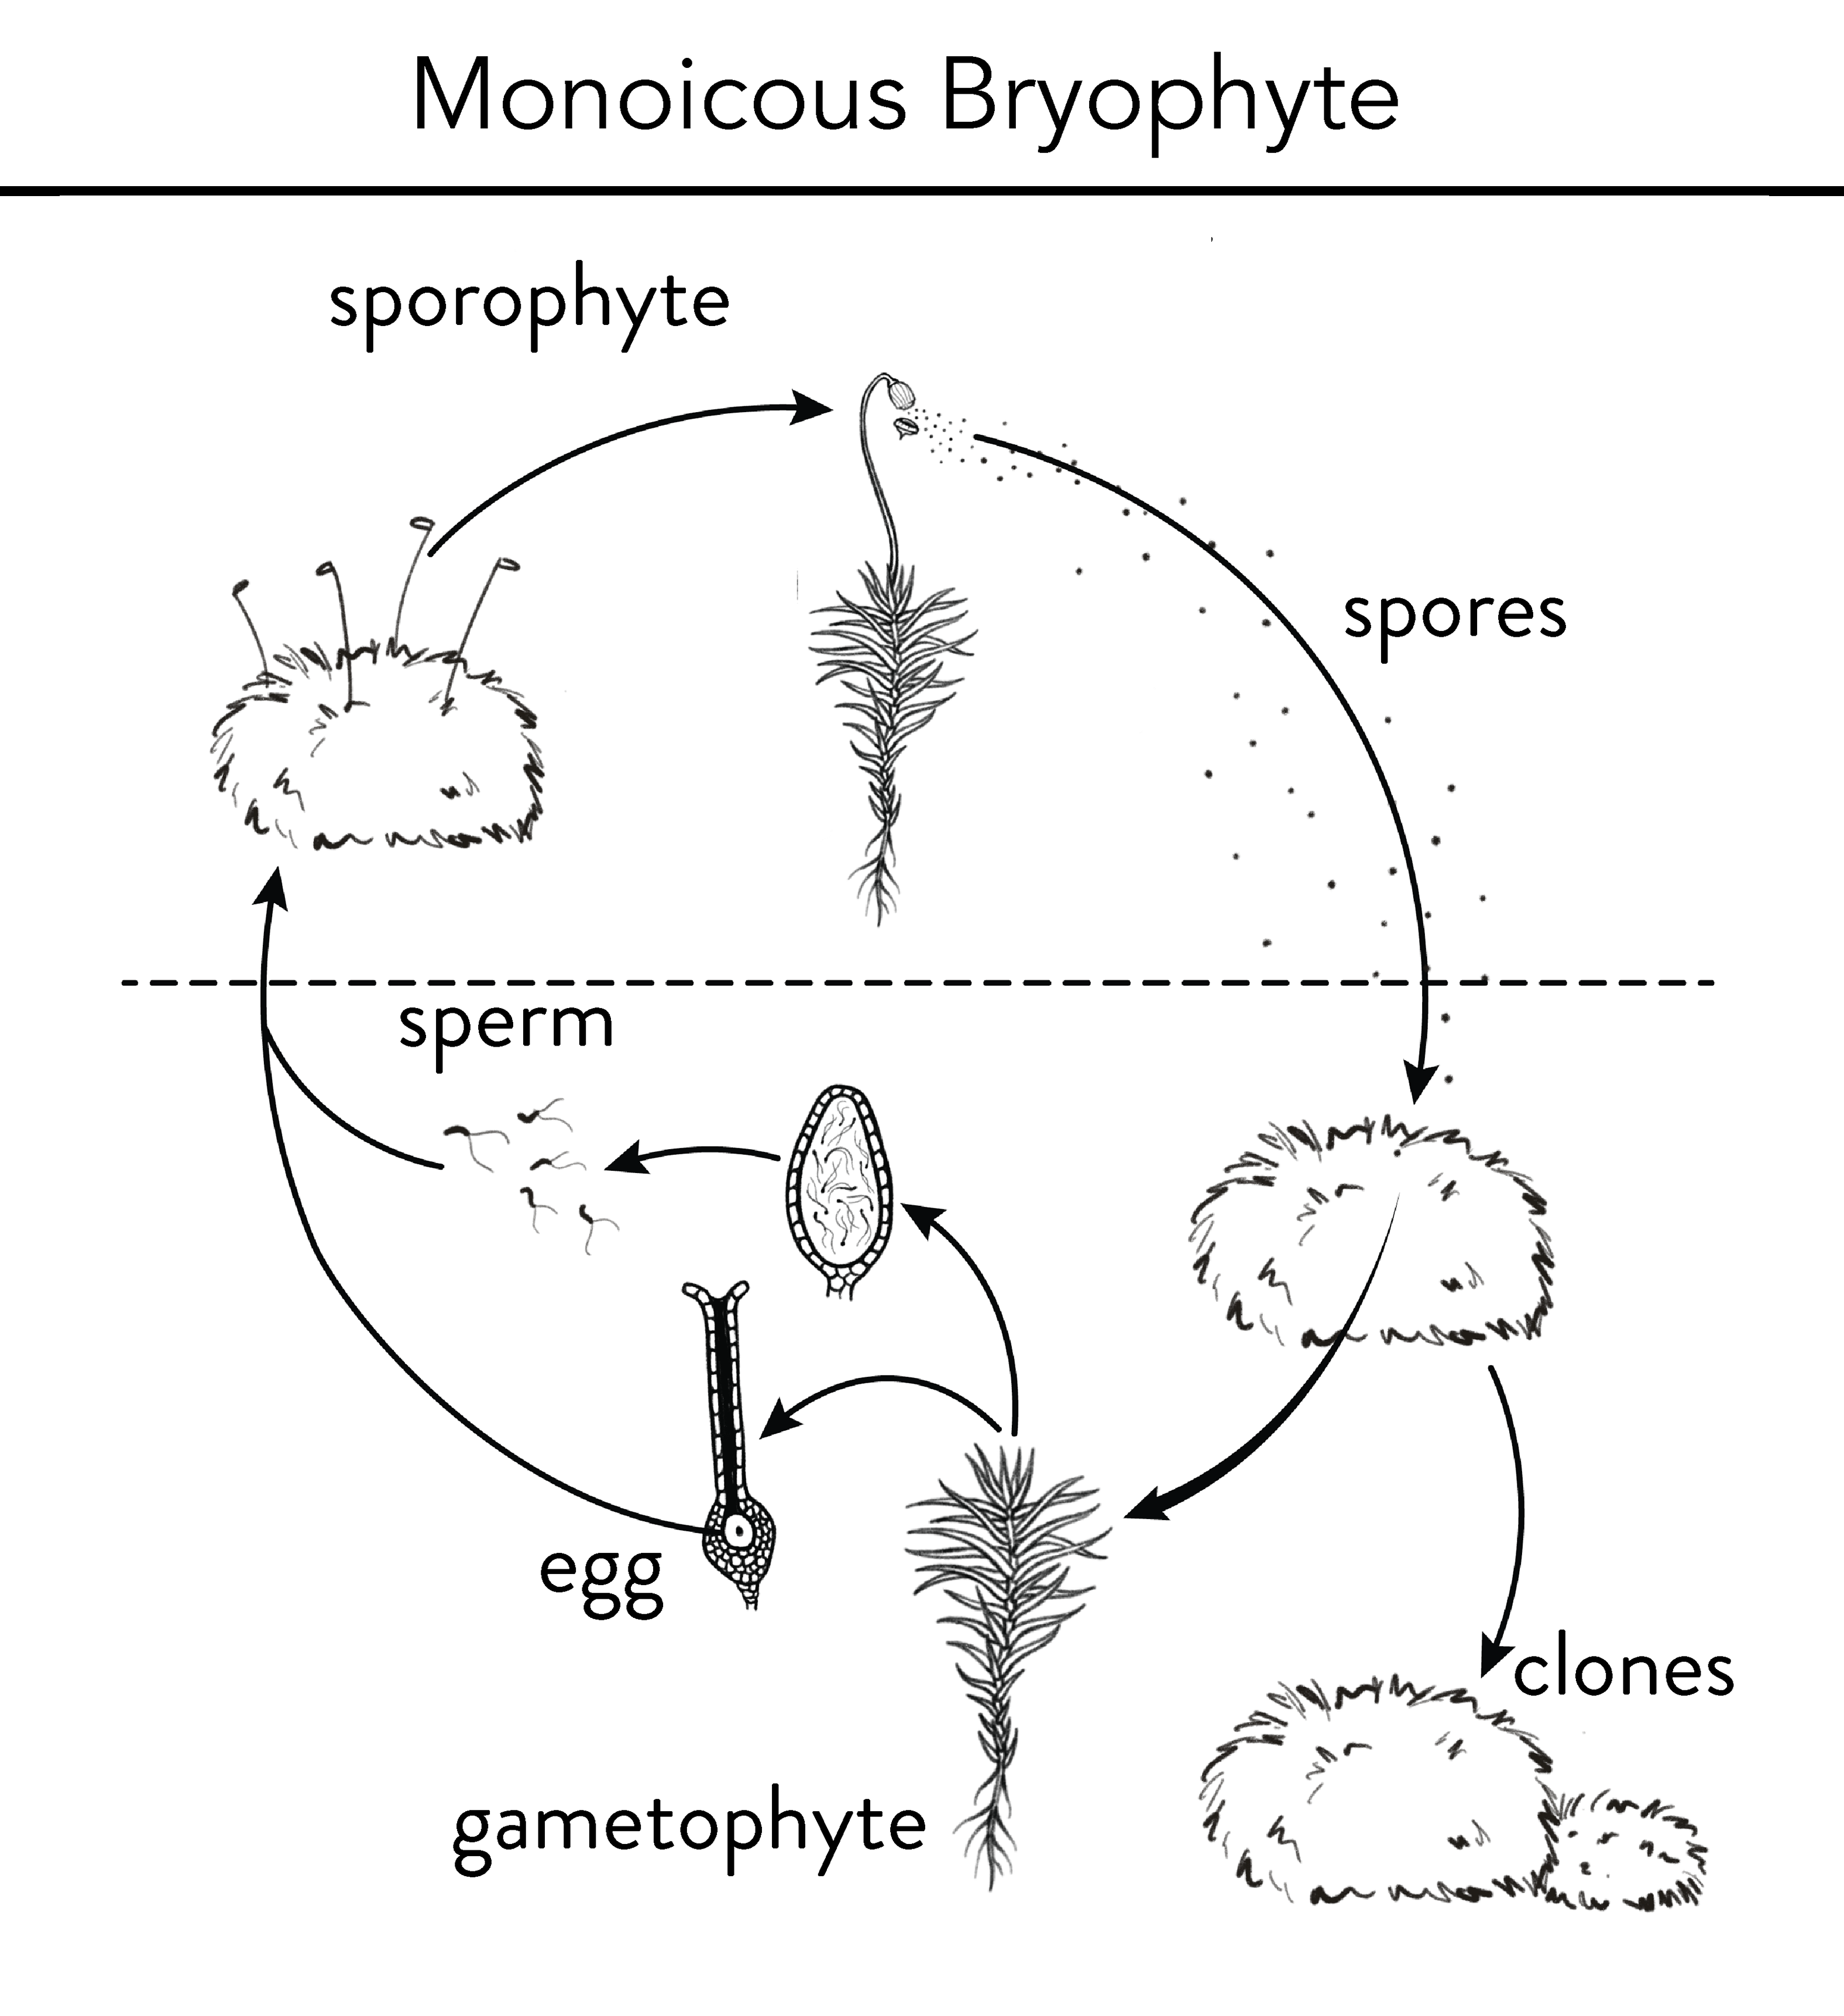 Monoicous Bryophyte
sporophyte
spores
sperm
egg
clones
gametophyte